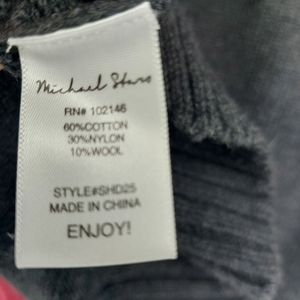 Michael Stars
RN# 102146
60%COTTON
30%NYLON
10%WOOL
STYLE#SHD25
MADE IN CHINA
ENJOY!